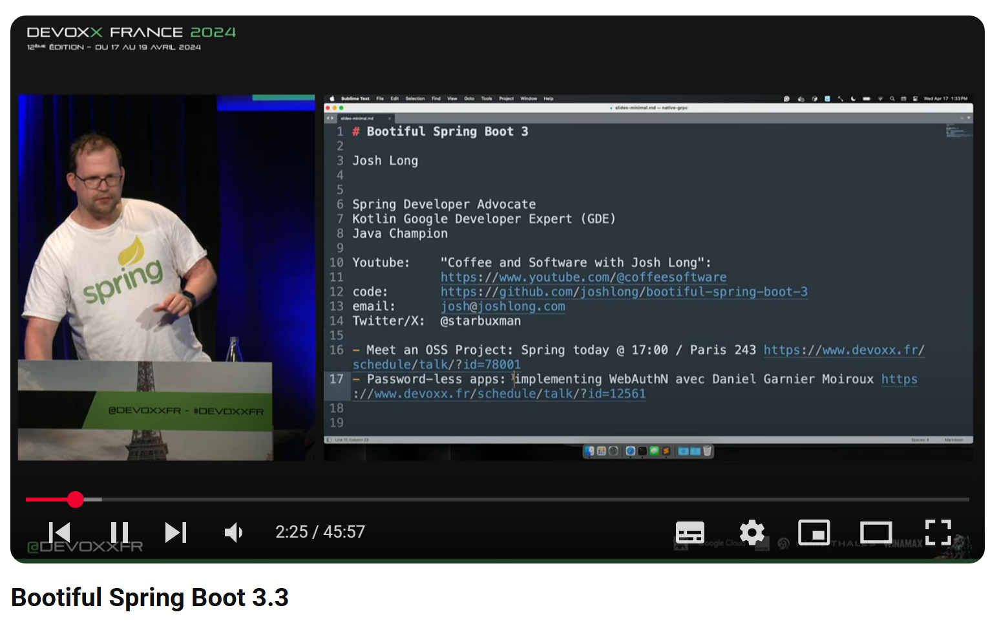 DEVOXX FRANCE 2024
12ÈME ÉDITION - DU 17 AU 19 AVRIL 2024
spring
@DEVOXXFR - #DEVOXXFR
Sublime Text File Edit Selection Find View Goto Tools Project Window Help
Wed Apr 17 1:33PM
slides-minimal.md — native-grpc
slides-minimal.md
1 # Bootiful Spring Boot 3
2
3 Josh Long
4
5
6 Spring Developer Advocate
7 Kotlin Google Developer Expert (GDE)
8 Java Champion
9
10 Youtube: "Coffee and Software with Josh Long":
11 https://www.youtube.com/@coffeesoftware
12 code: https://github.com/joshlong/bootiful-spring-boot-3
13 email: josh@joshlong.com
14 Twitter/X: @starbuxman
15
16 - Meet an OSS Project: Spring today @ 17:00 / Paris 243 https://www.devoxx.fr/
schedule/talk/?id=78001
17 - Password-less apps: implementing WebAuthN avec Daniel Garnier Moiroux https
://www.devoxx.fr/schedule/talk/?id=12561
18
19
Line 17, Column 23
Spaces: 4 Markdown
2:25 / 45:57
@DEVOXXFR
Google Cloud
THALES
WINAMAX
Bootiful Spring Boot 3.3